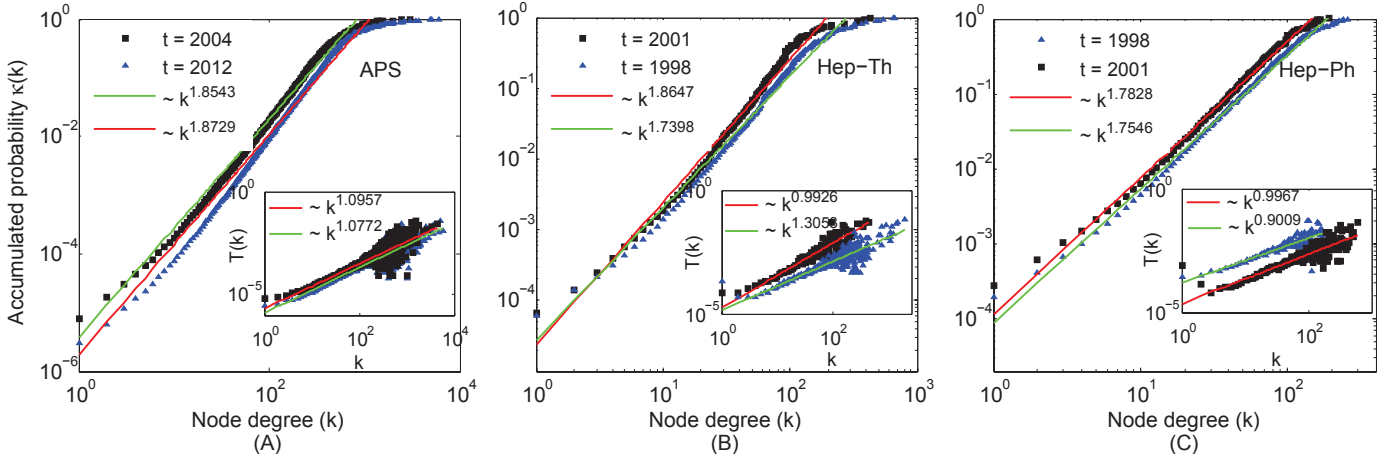 Accumulated probability κ(k)
10^0
10^-2
10^-4
10^-6
t = 2004
t = 2012
~ k^1.8543
~ k^1.8729
APS
T(k)
10^0
10^-5
~ k^1.0957
~ k^1.0772
10^0
10^2
10^4
k
10^0
10^2
10^4
Node degree (k)
(A)
10^0
10^-1
10^-2
10^-3
10^-4
t = 2001
t = 1998
~ k^1.8647
~ k^1.7398
Hep−Th
T(k)
10^0
10^-5
~ k^0.9926
10^0
10^2
k
10^0
10^1
10^2
10^3
Node degree (k)
(B)
10^0
10^-1
10^-2
10^-3
10^-4
t = 1998
t = 2001
~ k^1.7828
~ k^1.7546
Hep−Ph
T(k)
10^0
10^-5
~ k^0.9967
~ k^0.9009
10^0
10^2
k
10^0
10^1
10^2
Node degree (k)
(C)